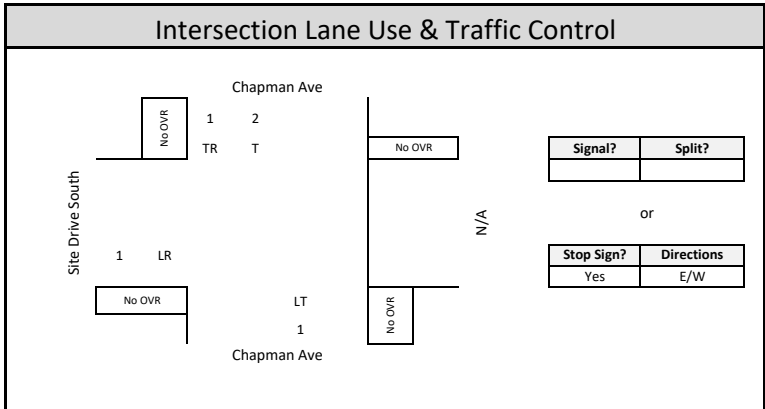 Intersection Lane Use & Traffic Control
Chapman Ave
No OVR
1 2
TR T
No OVR
Signal? Split?
Site Drive South
N/A
or
1 LR
Stop Sign? Directions
Yes E/W
No OVR
LT
No OVR
1
Chapman Ave